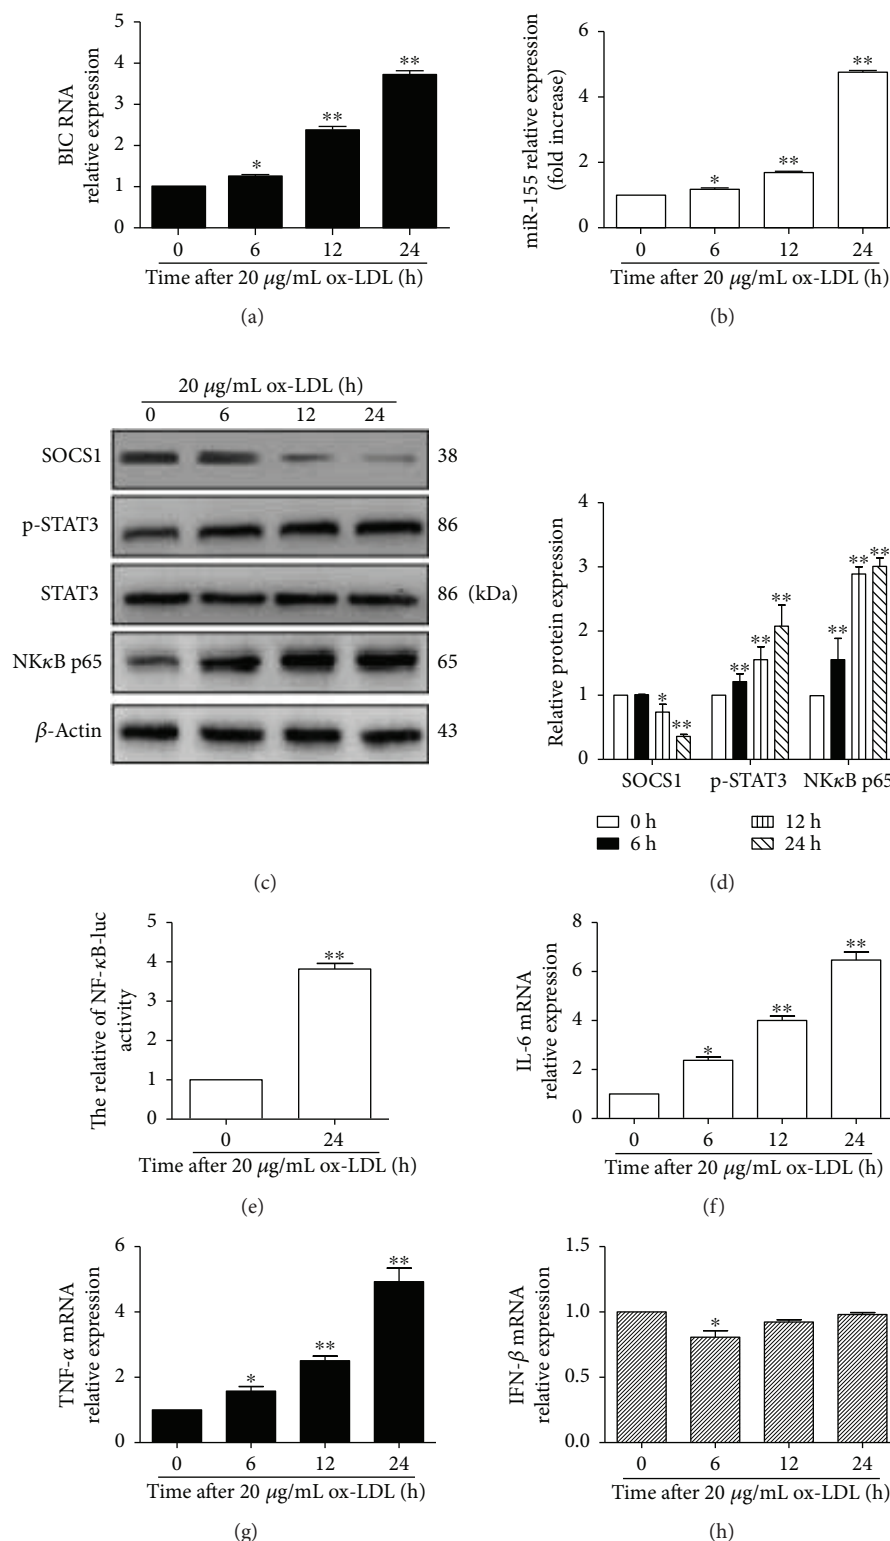 5
4
3
2
1
0
BIC RNA
relative expression
*
**
**
0 6 12 24
Time after 20 μg/mL ox-LDL (h)
(a)
6
4
2
0
miR-155 relative expression
(fold increase)
*
**
**
0 6 12 24
Time after 20 μg/mL ox-LDL (h)
(b)
20 μg/mL ox-LDL (h)
0 6 12 24
SOCS1 38
p-STAT3 86
STAT3 86 (kDa)
NKκB p65 65
β-Actin 43
(c)
4
3
2
1
0
Relative protein expression
*
**
**
**
**
**
**
**
SOCS1 p-STAT3 NKκB p65
0 h 12 h
6 h 24 h
(d)
5
4
3
2
1
0
The relative of NF-κB-luc
activity
**
0 24
Time after 20 μg/mL ox-LDL (h)
(e)
8
6
4
2
0
IL-6 mRNA
relative expression
*
**
**
0 6 12 24
Time after 20 μg/mL ox-LDL (h)
(f)
6
4
2
0
TNF-α mRNA
relative expression
*
**
**
0 6 12 24
Time after 20 μg/mL ox-LDL (h)
(g)
1.5
1.0
0.5
0.0
IFN-β mRNA
relative expression
*
0 6 12 24
Time after 20 μg/mL ox-LDL (h)
(h)